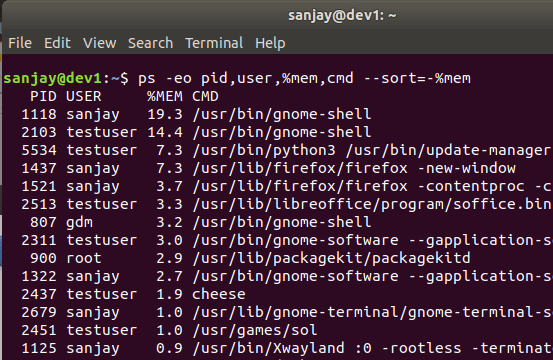 sanjay@dev1: ~
File Edit View Search Terminal Help
sanjay@dev1:~$ ps -eo pid,user,%mem,cmd --sort=-%mem
PID USER %MEM CMD
1118 sanjay 19.3 /usr/bin/gnome-shell
2103 testuser 14.4 /usr/bin/gnome-shell
5534 testuser 7.3 /usr/bin/python3 /usr/bin/update-manager
1437 sanjay 7.3 /usr/lib/firefox/firefox -new-window
1521 sanjay 3.7 /usr/lib/firefox/firefox -contentproc -c
2513 testuser 3.3 /usr/lib/libreoffice/program/soffice.bin
807 gdm 3.2 /usr/bin/gnome-shell
2311 testuser 3.0 /usr/bin/gnome-software --gapplication-s
900 root 2.9 /usr/lib/packagekit/packagekitd
1322 sanjay 2.7 /usr/bin/gnome-software --gapplication-s
2437 testuser 1.9 cheese
2679 sanjay 1.0 /usr/lib/gnome-terminal/gnome-terminal-s
2451 testuser 1.0 /usr/games/sol
1125 sanjay 0.9 /usr/bin/Xwayland :0 -rootless -terminat